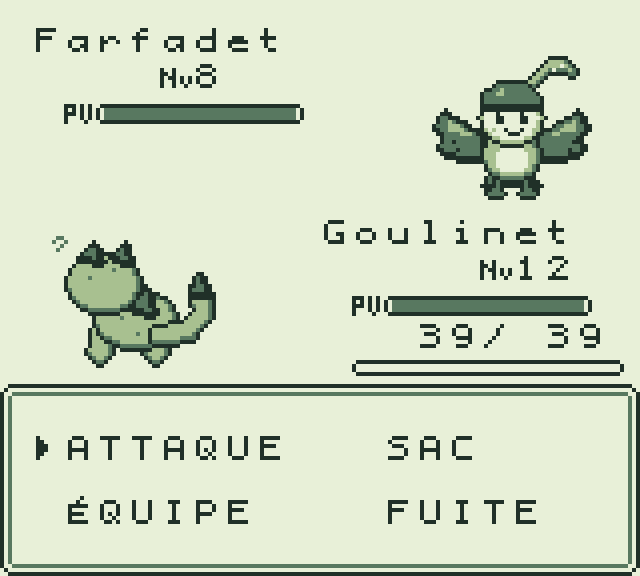 Farfadet
Nv8
PV
Goulinet
Nv12
PV
39/ 39
ATTAQUE SAC
ÉQUIPE FUITE